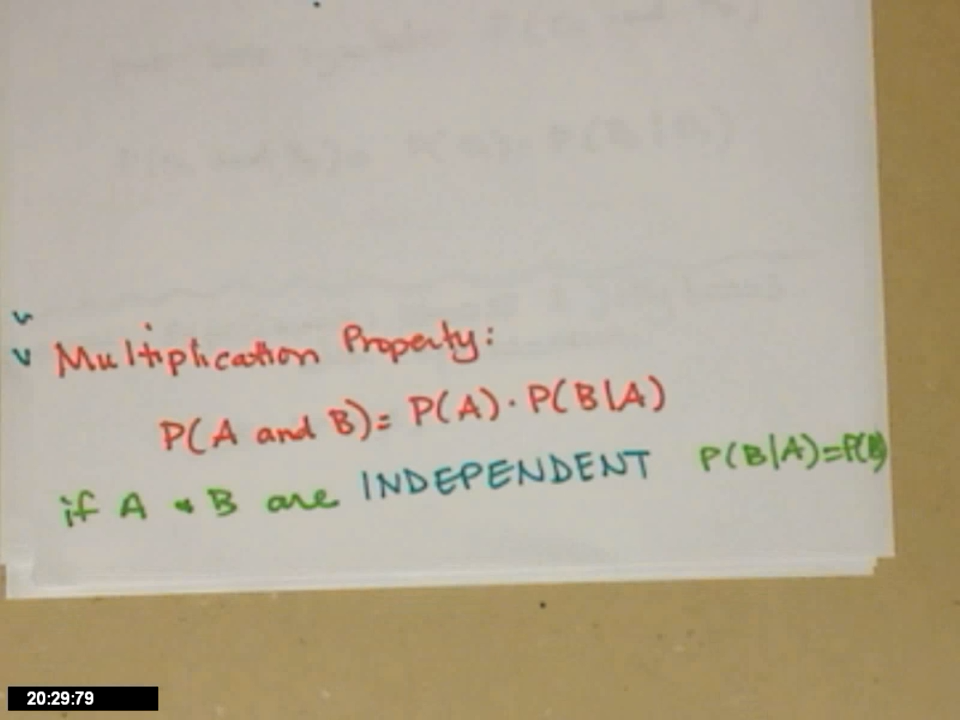 Multiplication Property:
P(A and B)= P(A) · P(B|A)
if A & B are INDEPENDENT P(B|A)=P(B)
20:29:79